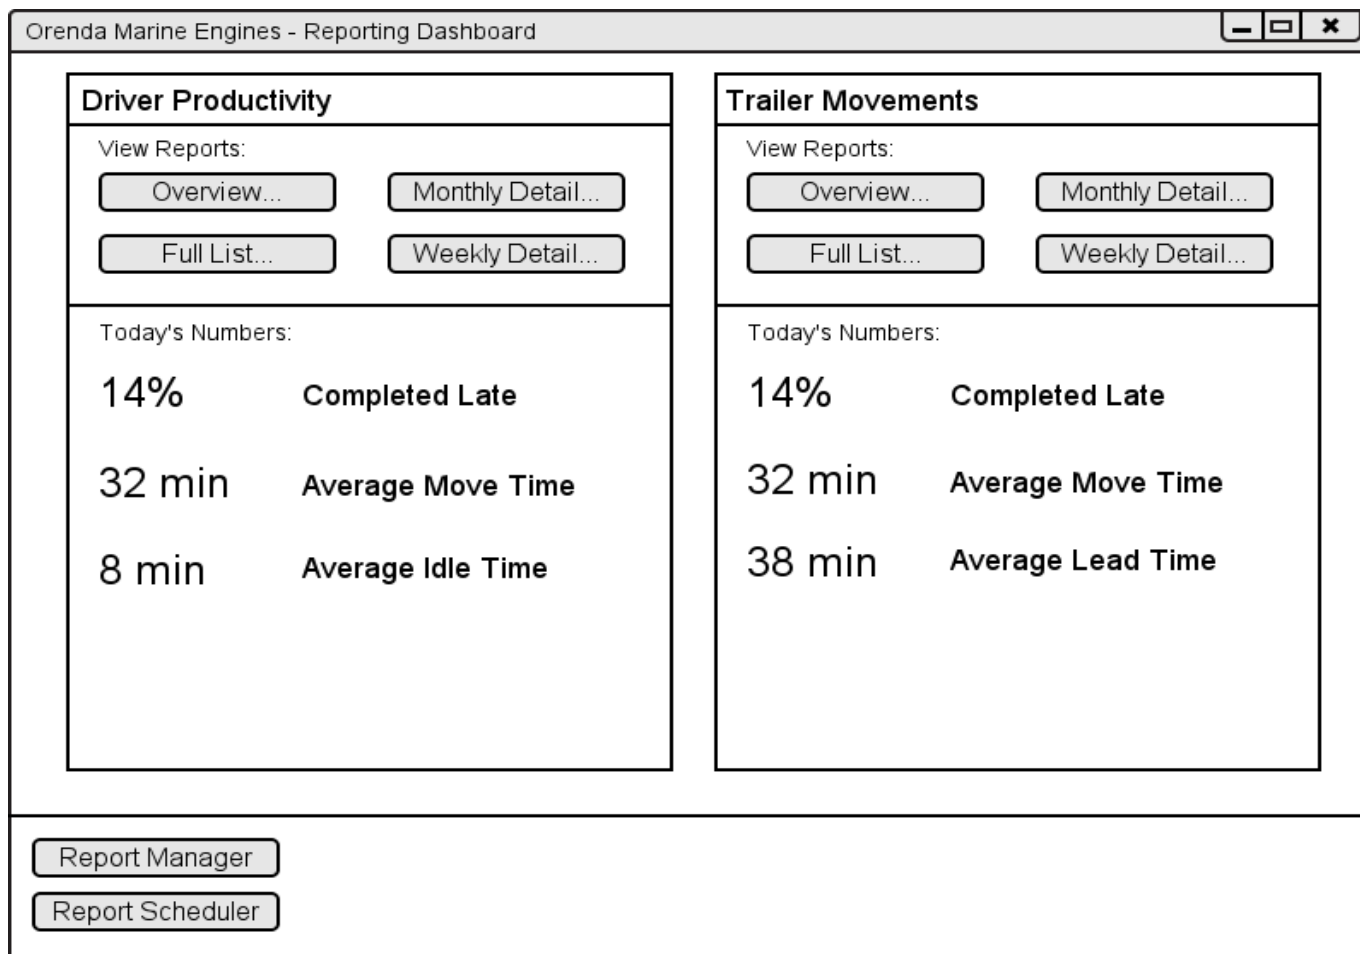 Orenda Marine Engines - Reporting Dashboard
Driver Productivity
View Reports:
Overview... Monthly Detail...
Full List... Weekly Detail...
Today's Numbers:
14% Completed Late
32 min Average Move Time
8 min Average Idle Time
Trailer Movements
View Reports:
Overview... Monthly Detail...
Full List... Weekly Detail...
Today's Numbers:
14% Completed Late
32 min Average Move Time
38 min Average Lead Time
Report Manager
Report Scheduler